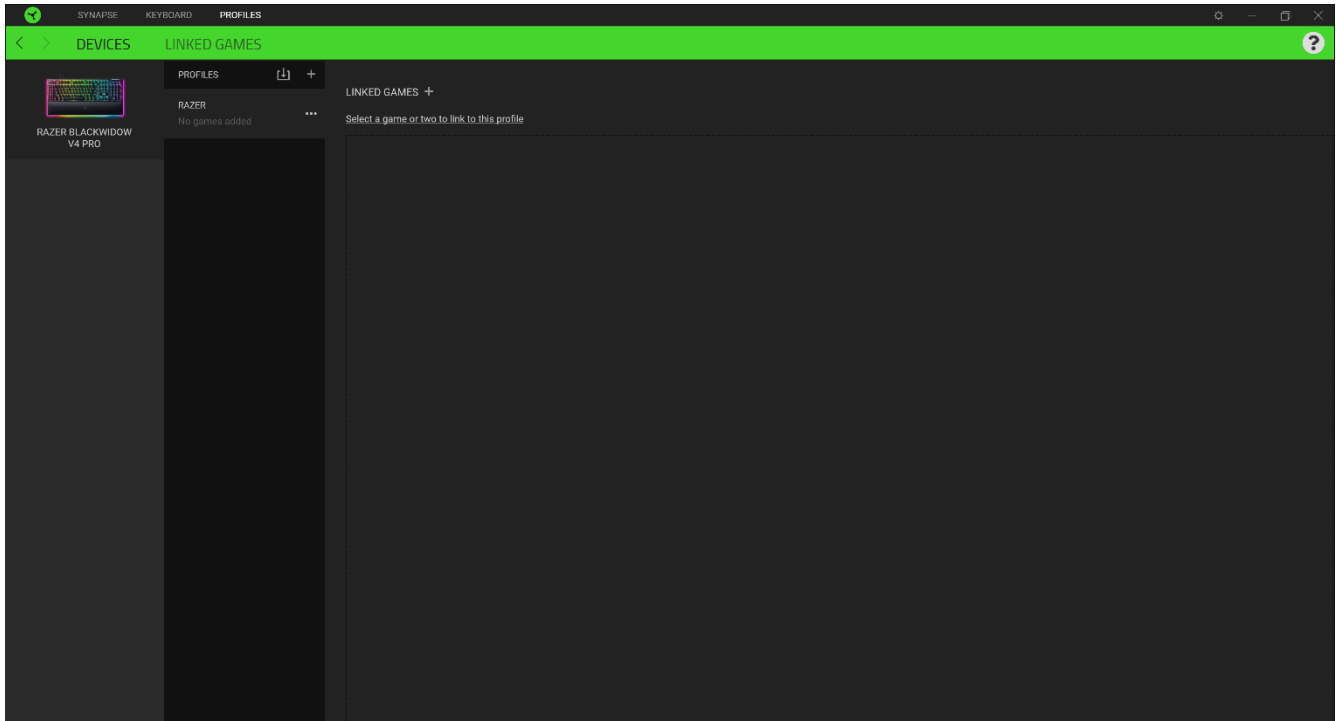 SYNAPSE KEYBOARD PROFILES
DEVICES LINKED GAMES ?
RAZER BLACKWIDOW
V4 PRO
PROFILES
RAZER
No games added
LINKED GAMES +
Select a game or two to link to this profile